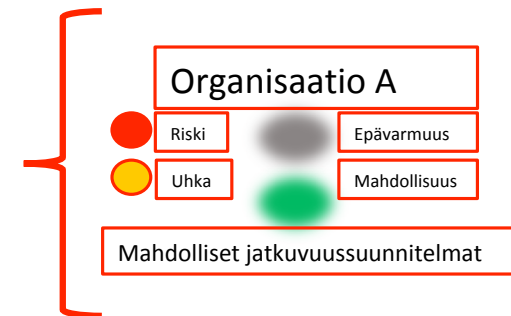 Organisaatio A
Riski
Epävarmuus
Uhka
Mahdollisuus
Mahdolliset jatkuvuussuunnitelmat